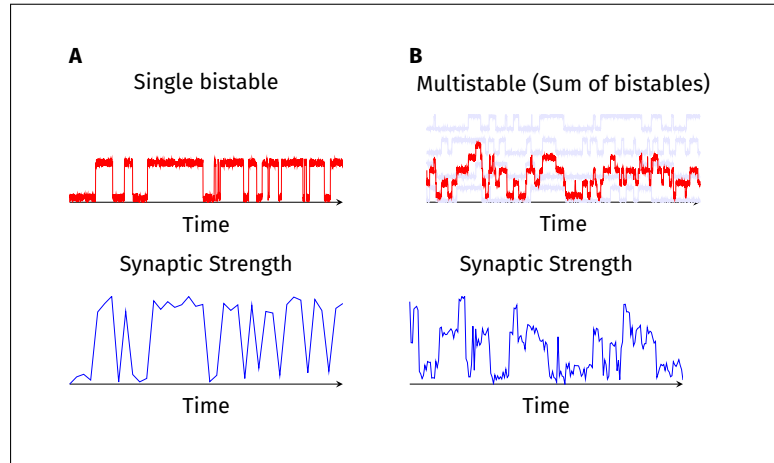 A
Single bistable
Time
Synaptic Strength
Time
B
Multistable (Sum of bistables)
Time
Synaptic Strength
Time